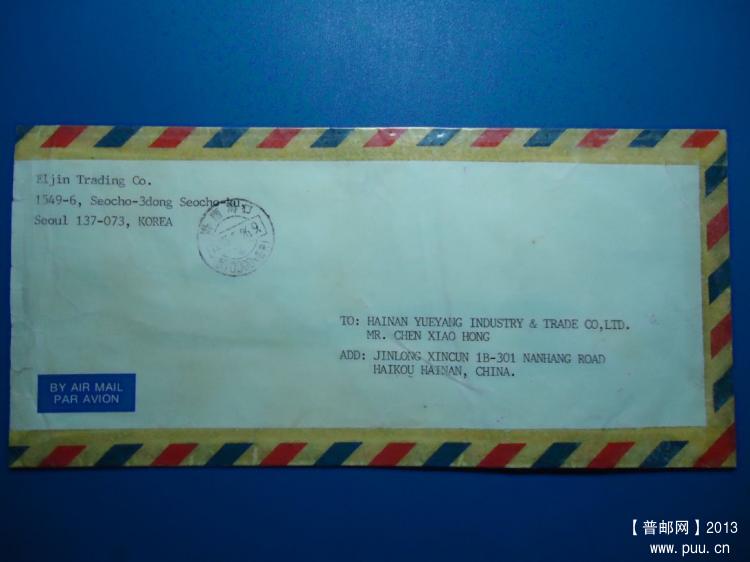 Eljin Trading Co.
1549-6, Seocho-3dong Seocho-ku,
Seoul 137-073, KOREA
TO: HAINAN YUEYANG INDUSTRY & TRADE CO,LTD.
MR. CHEN XIAO HONG
ADD: JINLONG XINCUN 1B-301 NANHANG ROAD
HAIKOU HAINAN, CHINA.
BY AIR MAIL
PAR AVION
【普邮网】2013
www.puu.cn